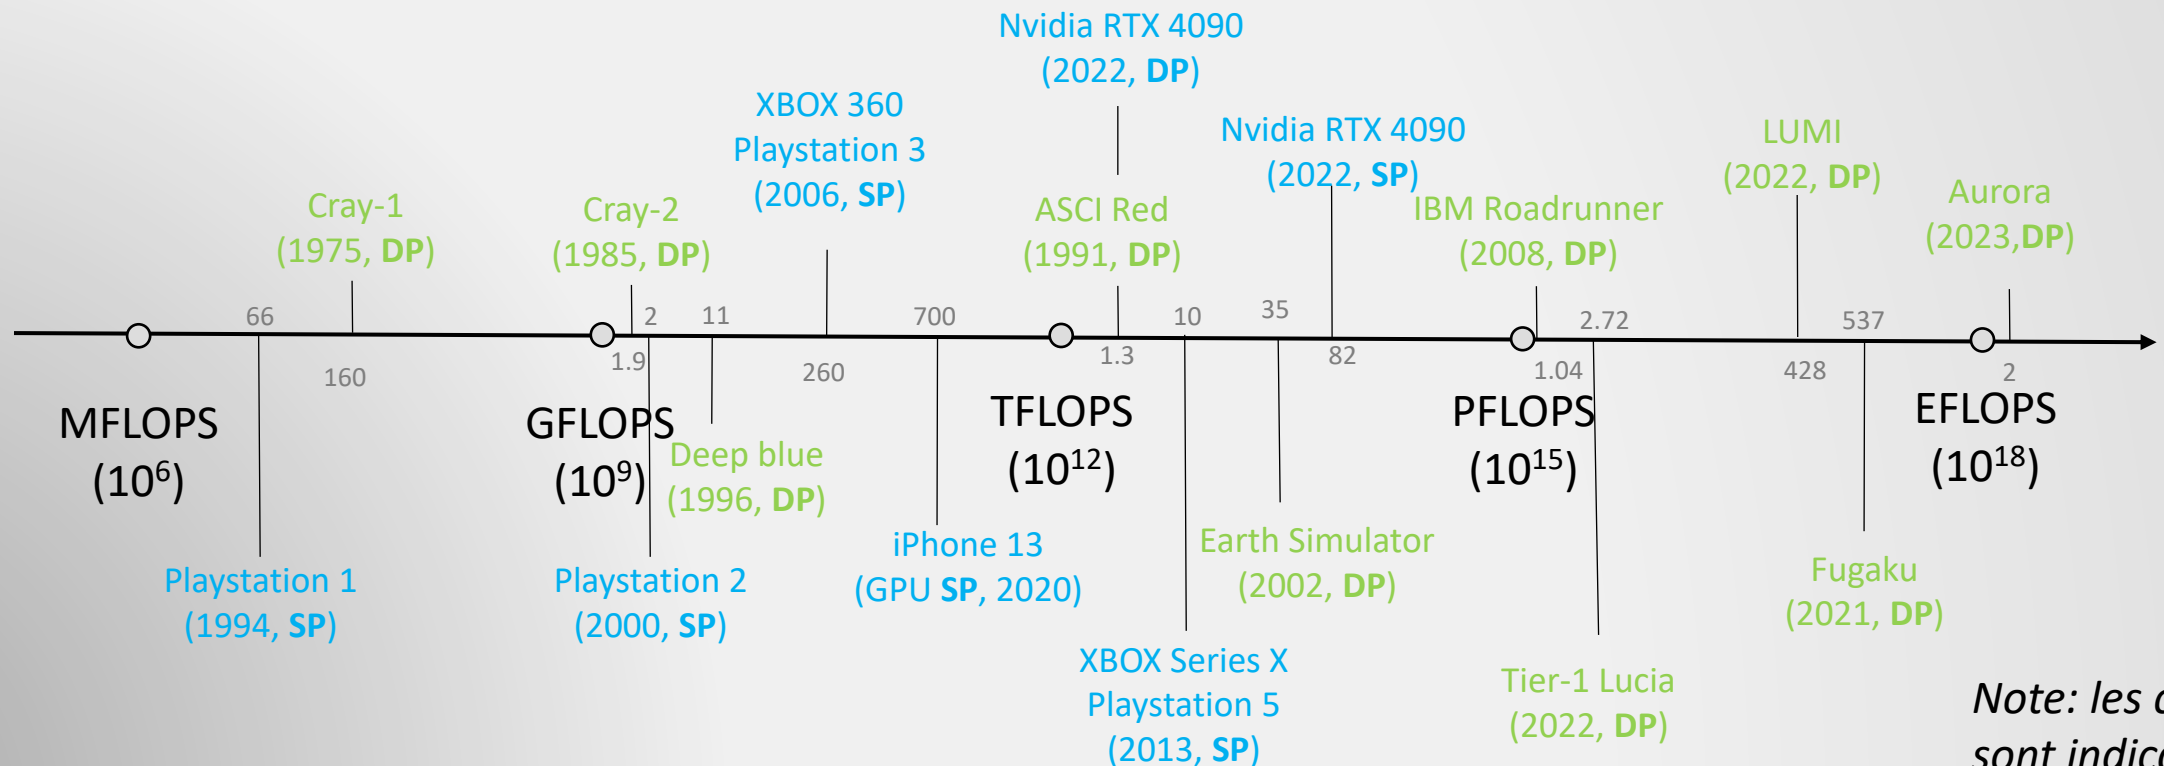 Nvidia RTX 4090
(2022, DP)
XBOX 360
Playstation 3
(2006, SP)
Nvidia RTX 4090
(2022, SP)
LUMI
(2022, DP)
Aurora
(2023,DP)
Cray-1
(1975, DP)
Cray-2
(1985, DP)
ASCI Red
(1991, DP)
IBM Roadrunner
(2008, DP)
66
2
11
700
10
35
2.72
537
160
1.9
260
1.3
82
1.04
428
2
MFLOPS
(10⁶)
GFLOPS
(10⁹)
TFLOPS
(10¹²)
PFLOPS
(10¹⁵)
EFLOPS
(10¹⁸)
Deep blue
(1996, DP)
Playstation 1
(1994, SP)
Playstation 2
(2000, SP)
iPhone 13
(GPU SP, 2020)
Earth Simulator
(2002, DP)
Fugaku
(2021, DP)
XBOX Series X
Playstation 5
(2013, SP)
Tier-1 Lucia
(2022, DP)
Note: les
sont